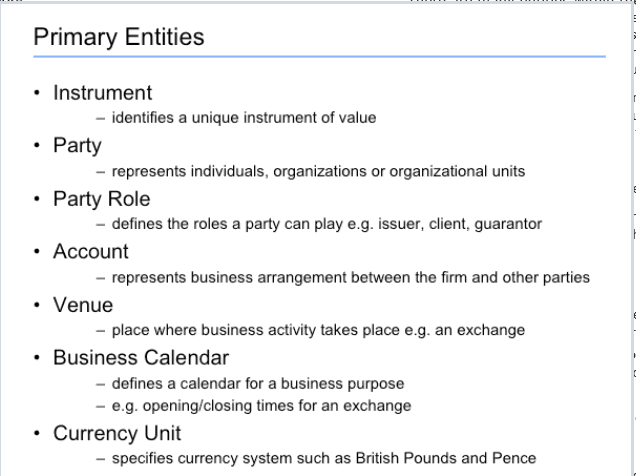 Primary Entities
• Instrument
– identifies a unique instrument of value
• Party
– represents individuals, organizations or organizational units
• Party Role
– defines the roles a party can play e.g. issuer, client, guarantor
• Account
– represents business arrangement between the firm and other parties
• Venue
– place where business activity takes place e.g. an exchange
• Business Calendar
– defines a calendar for a business purpose
– e.g. opening/closing times for an exchange
• Currency Unit
– specifies currency system such as British Pounds and Pence